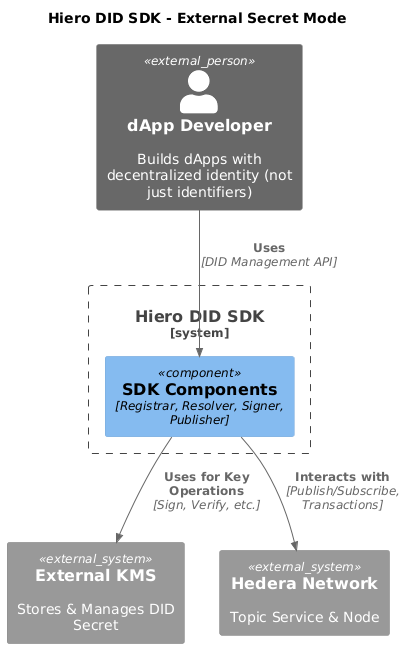 Hiero DID SDK - External Secret Mode
«external_person»
dApp Developer
Builds dApps with
decentralized identity (not
just identifiers)
Uses
[DID Management API]
Hiero DID SDK
[system]
«component»
SDK Components
[Registrar, Resolver, Signer,
Publisher]
Uses for Key
Operations
[Sign, Verify, etc.]
Interacts with
[Publish/Subscribe,
Transactions]
«external_system»
External KMS
Stores & Manages DID
Secret
«external_system»
Hedera Network
Topic Service & Node